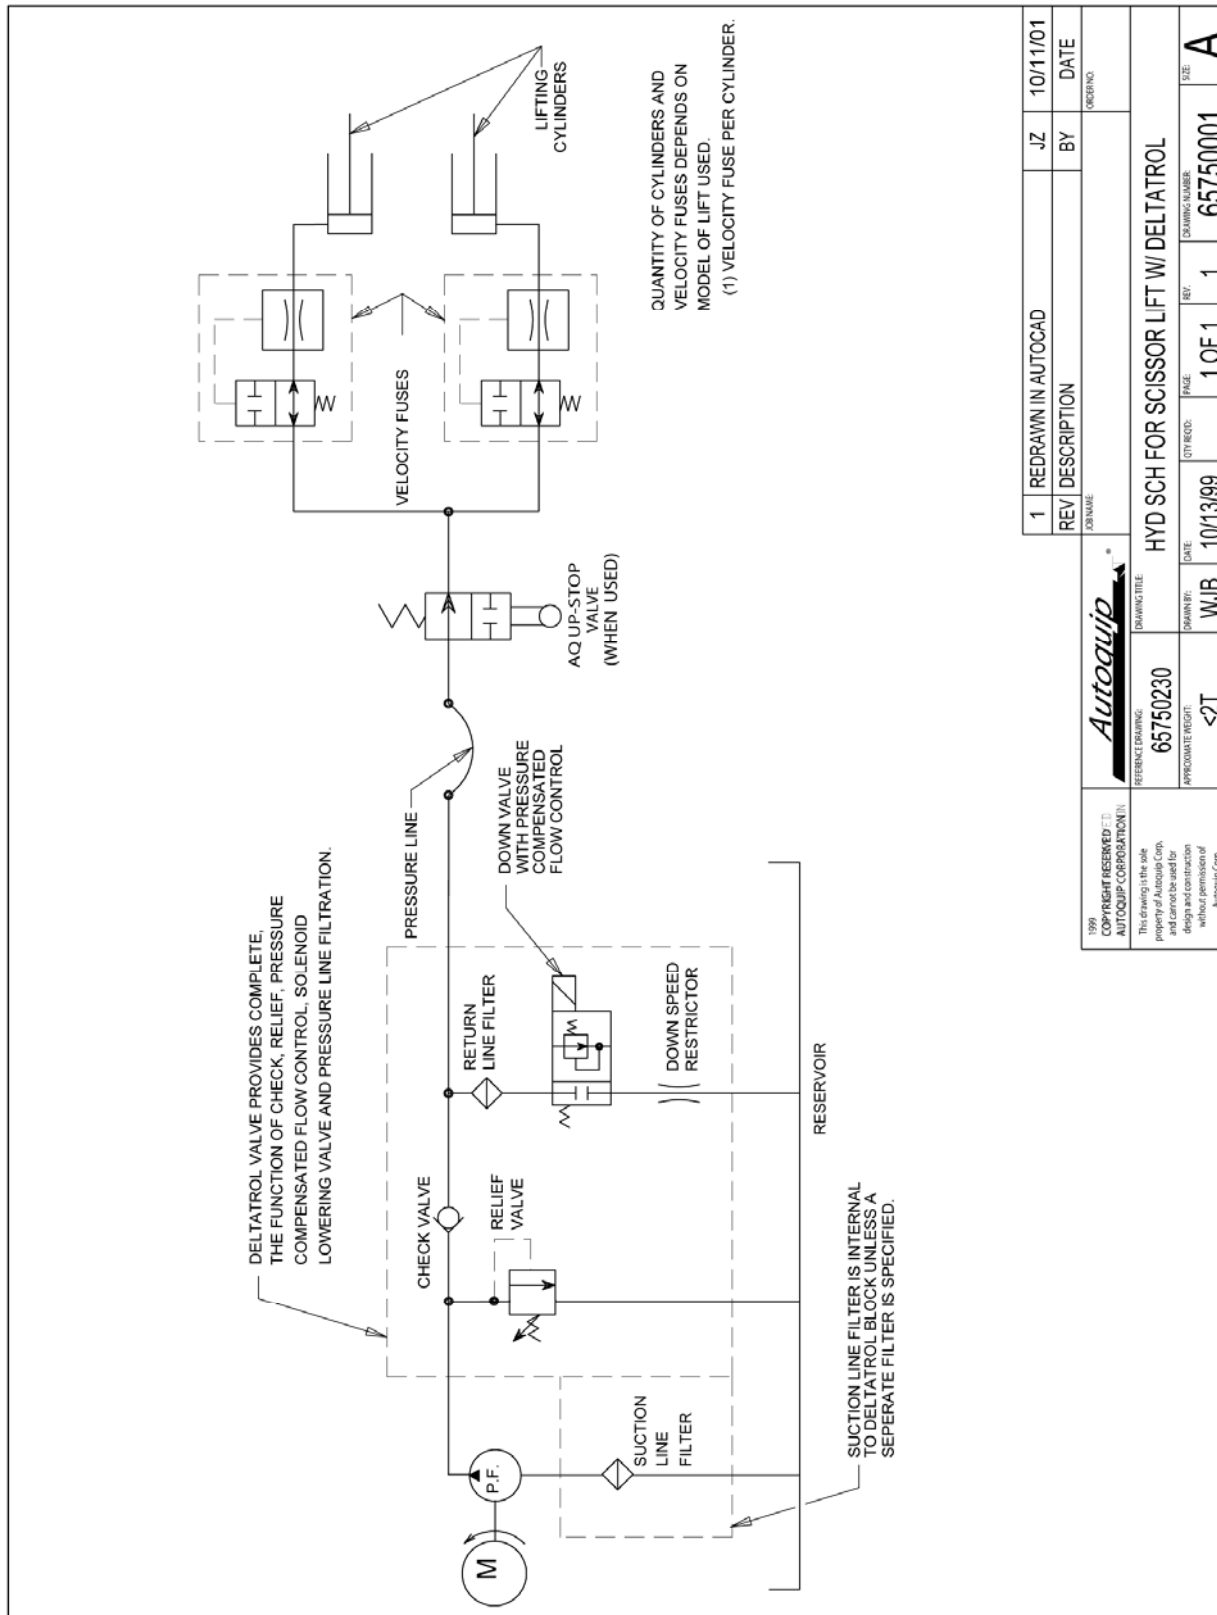 DELTATROL VALVE PROVIDES COMPLETE,
THE FUNCTION OF CHECK, RELIEF, PRESSURE
COMPENSATED FLOW CONTROL, SOLENOID
LOWERING VALVE AND PRESSURE LINE FILTRATION.
LIFTING
CYLINDERS
VELOCITY FUSES
QUANTITY OF CYLINDERS AND
VELOCITY FUSES DEPENDS ON
MODEL OF LIFT USED.
(1) VELOCITY FUSE PER CYLINDER.
AQ UP-STOP
VALVE
(WHEN USED)
PRESSURE LINE
DOWN VALVE
WITH PRESSURE
COMPENSATED
FLOW CONTROL
CHECK VALVE
RELIEF
VALVE
RETURN
LINE FILTER
DOWN SPEED
RESTRICTOR
M
P.F.
SUCTION
LINE
FILTER
RESERVOIR
SUCTION LINE FILTER IS INTERNAL
TO DELTATROL BLOCK UNLESS A
SEPERATE FILTER IS SPECIFIED.
1 REDRAWN IN AUTOCAD JZ 10/11/01
REV DESCRIPTION BY DATE
1999
COPYRIGHT RESERVED
AUTOQUIP CORPORATION
This drawing is the sole
property of Autoquip Corp.
and cannot be used for
design and construction
without permission of
Autoquip Corp.
Autoquip®
JOB NAME:
ORDER NO:
REFERENCE DRAWING:
65750230
DRAWING TITLE:
HYD SCH FOR SCISSOR LIFT W/ DELTATROL
APPROXIMATE WEIGHT:
<2T
DRAWN BY:
WJB
DATE:
10/13/99
QTY REQ'D:
PAGE:
1 OF 1
REV.
1
DRAWING NUMBER:
65750001
SIZE:
A